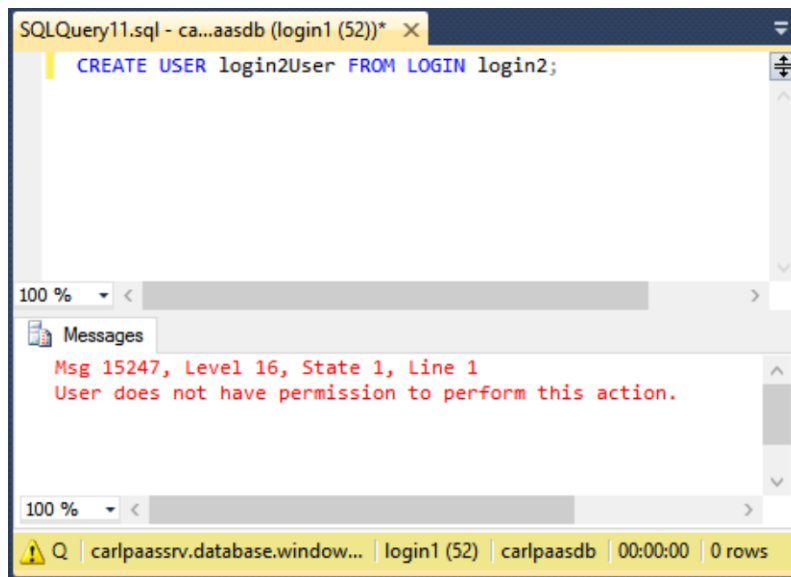 SQLQuery11.sql - ca...aasdb (login1 (52))*
CREATE USER login2User FROM LOGIN login2;
100 %
Messages
Msg 15247, Level 16, State 1, Line 1
User does not have permission to perform this action.
100 %
Q carlpaassrv.database.window... login1 (52) carlpaasdb 00:00:00 0 rows